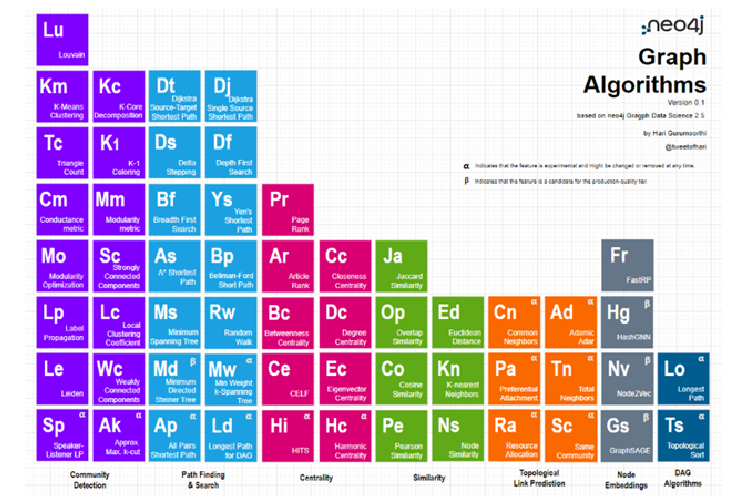 Lu
Louvain
neo4j
Graph
Algorithms
Version 0.1
based on neo4j Gragph Data Science 2.5
by Hari Gurumoorthi
@tweetofhari
α Indicates that the feature is experimental and might be changed or removed at any time.
β Indicates that the feature is a candidate for the production-quality tier.
Km
K-Means
Clustering
Kc
K-Core
Decomposition
Dt
Dijkstra
Source-Target
Shortest Path
Dj
Dijkstra
Single Source
Shortest Path
Tc
Triangle
Count
K1
K-1
Coloring
Ds
Delta
Stepping
Df
Depth First
Search
Cm
Conductance
metric
Mm
Modularity
metric
Bf
Breadth First
Search
Ys
Yen's
Shortest
Path
Pr
Page
Rank
Mo
Modularity
Optimization
Sc
Strongly
Connected
Components
As
A* Shortest
Path
Bp
Bellman-Ford
Short Path
Ar
Article
Rank
Cc
Closeness
Centrality
Ja
Jaccard
Similarity
Fr
FastRP
Lp
Label
Propagation
Lc
Local
Clustering
Coefficient
Ms
Minimum
Spanning Tree
Rw
Random
Walk
Bc
Betweenness
Centrality
Dc
Degree
Centrality
Op
Overlap
Similarity
Ed
Euclidean
Distance
Cn α
Common
Neighbors
Ad α
Adamic
Adar
Hg β
HashGNN
Le
Leiden
Wc
Weakly
Connected
Components
Md β
Minimum
Directed
Steiner Tree
Mw α
Min Weight
k-Spanning
Tree
Ce
CELF
Ec
Eigenvector
Centrality
Co
Cosine
Similarity
Kn
K-nearest
Neighbors
Pa α
Preferential
Attachment
Tn α
Total
Neighbors
Nv β
Node2Vec
Lo α
Longest
Path
Sp α
Speaker-
Listener LP
Ak α
Approx
Max. k-cut
Ap α
All Pairs
Shortest Path
Ld α
Longest Path
for DAG
Hi α
HITS
Hc α
Harmonic
Centrality
Pe
Pearson
Similarity
Ns
Node
Similarity
Ra α
Resource
Allocation
Sc α
Same
Community
Gs β
GraphSAGE
Ts α
Topological
Sort
Community
Detection
Path Finding
& Search
Centrality
Similarity
Topological
Link Prediction
Node
Embeddings
DAG
Algorithms